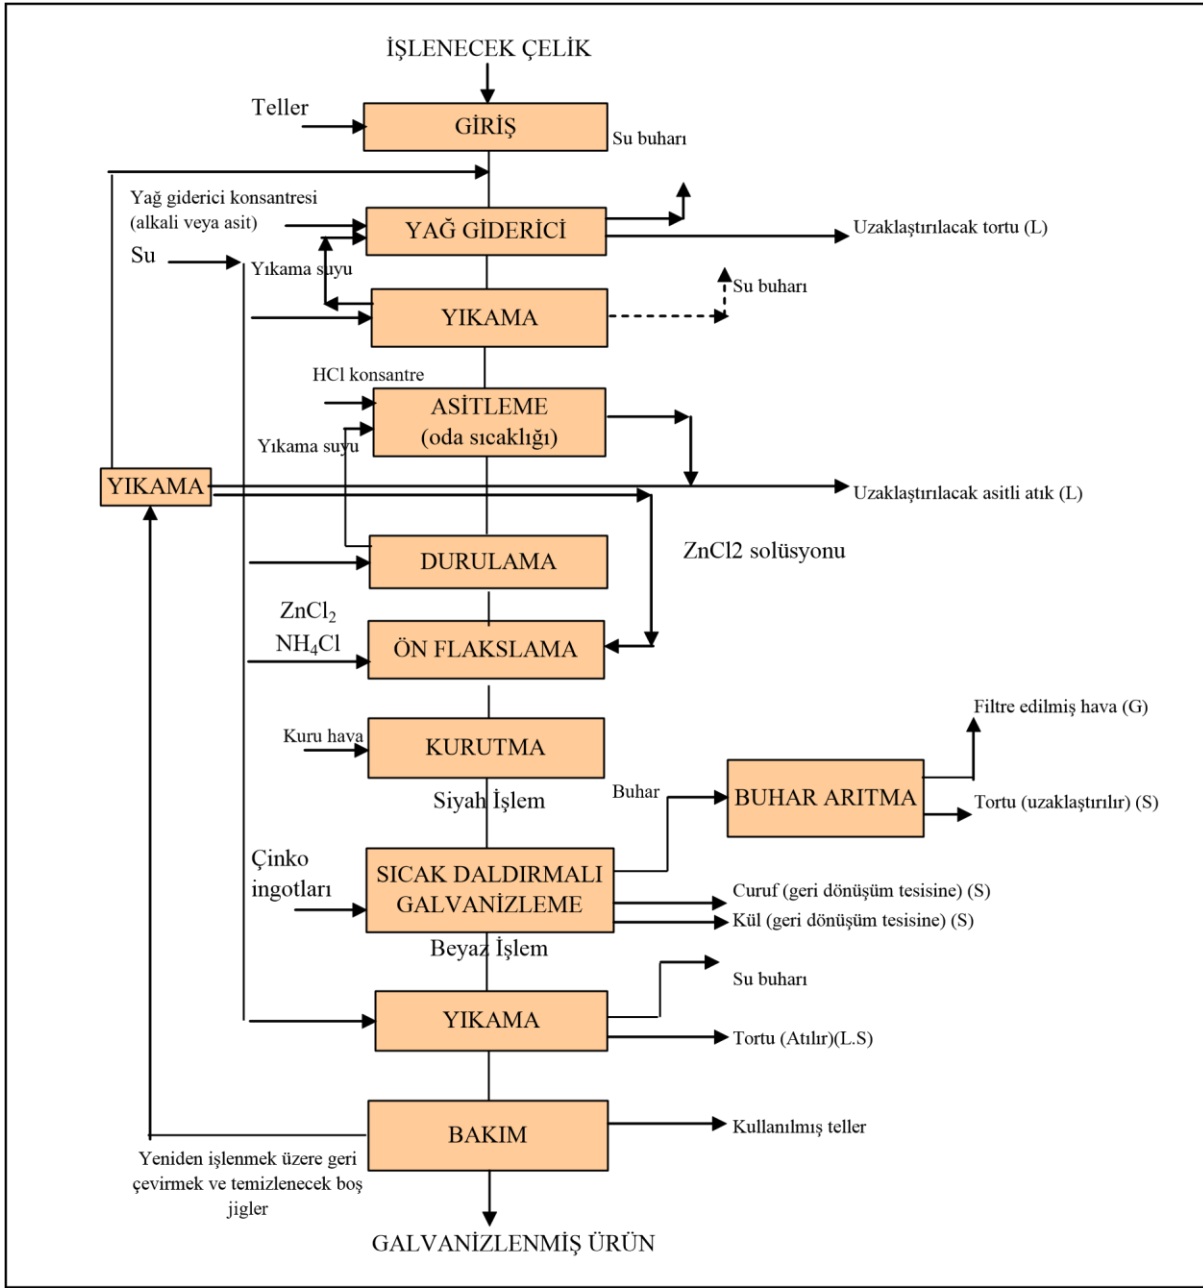 İŞLENECEK ÇELİK
Teller
GİRİŞ
Su buharı
Yağ giderici konsantresi
(alkali veya asit)
YAĞ GİDERİCİ
Uzaklaştırılacak tortu (L)
Su
Yıkama suyu
YIKAMA
Su buharı
HCl konsantre
ASİTLEME
(oda sıcaklığı)
Yıkama suyu
YIKAMA
Uzaklaştırılacak asitli atık (L)
ZnCl2 solüsyonu
DURULAMA
ZnCl₂
NH₄Cl
ÖN FLAKSLAMA
Filtre edilmiş hava (G)
Kuru hava
KURUTMA
Siyah İşlem
Buhar
BUHAR ARITMA
Tortu (uzaklaştırılır) (S)
Çinko
ingotları
SICAK DALDIRMALI
GALVANİZLEME
Curuf (geri dönüşüm tesisine) (S)
Kül (geri dönüşüm tesisine) (S)
Beyaz İşlem
Su buharı
YIKAMA
Tortu (Atılır)(L.S)
BAKIM
Kullanılmış teller
Yeniden işlenmek üzere geri
çevirmek ve temizlenecek boş
jigler
GALVANİZLENMİŞ ÜRÜN